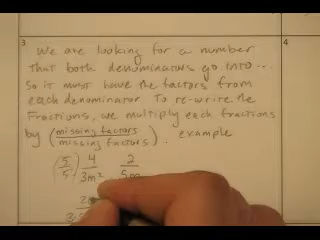 3
4
We are looking for a number
that both denominators go into...
So it must have the factors from
each denominator To re-write the
Fractions, we multiply each fractions
by (missing factors / missing factors). example
(5/5) 4/3m² 2/5m
3·